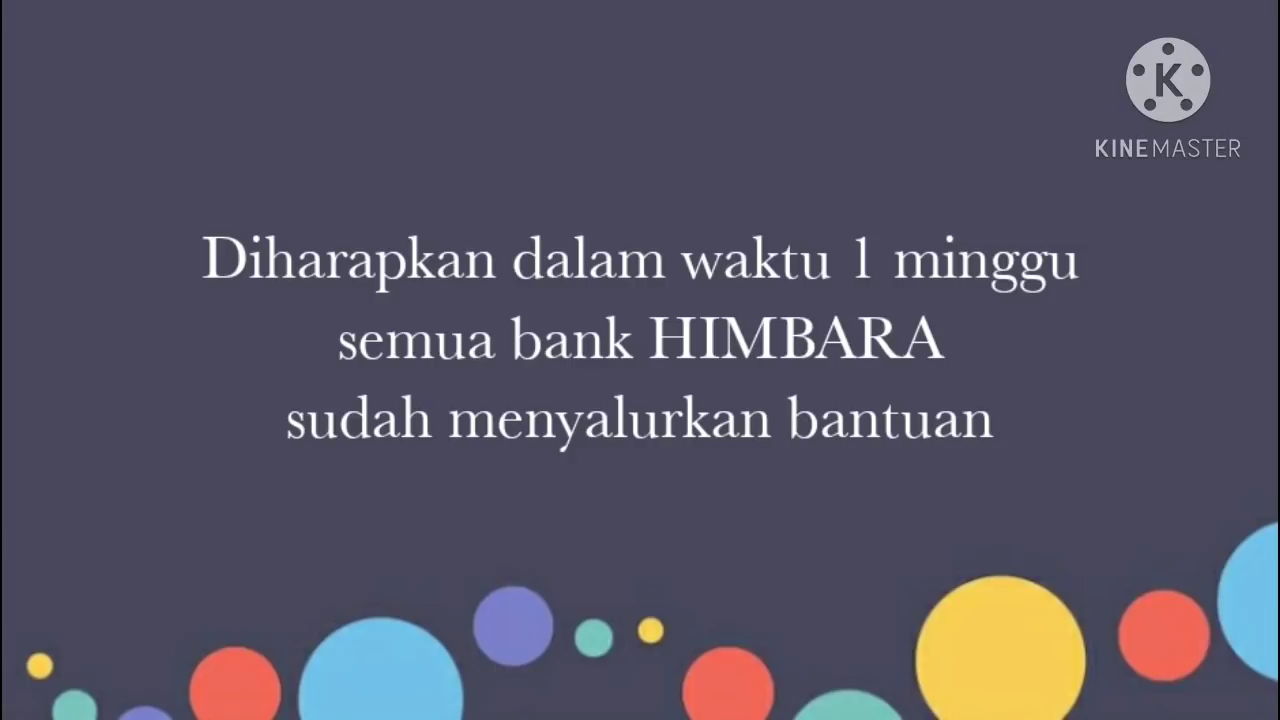 K
KINEMASTER
Diharapkan dalam waktu 1 minggu
semua bank HIMBARA
sudah menyalurkan bantuan